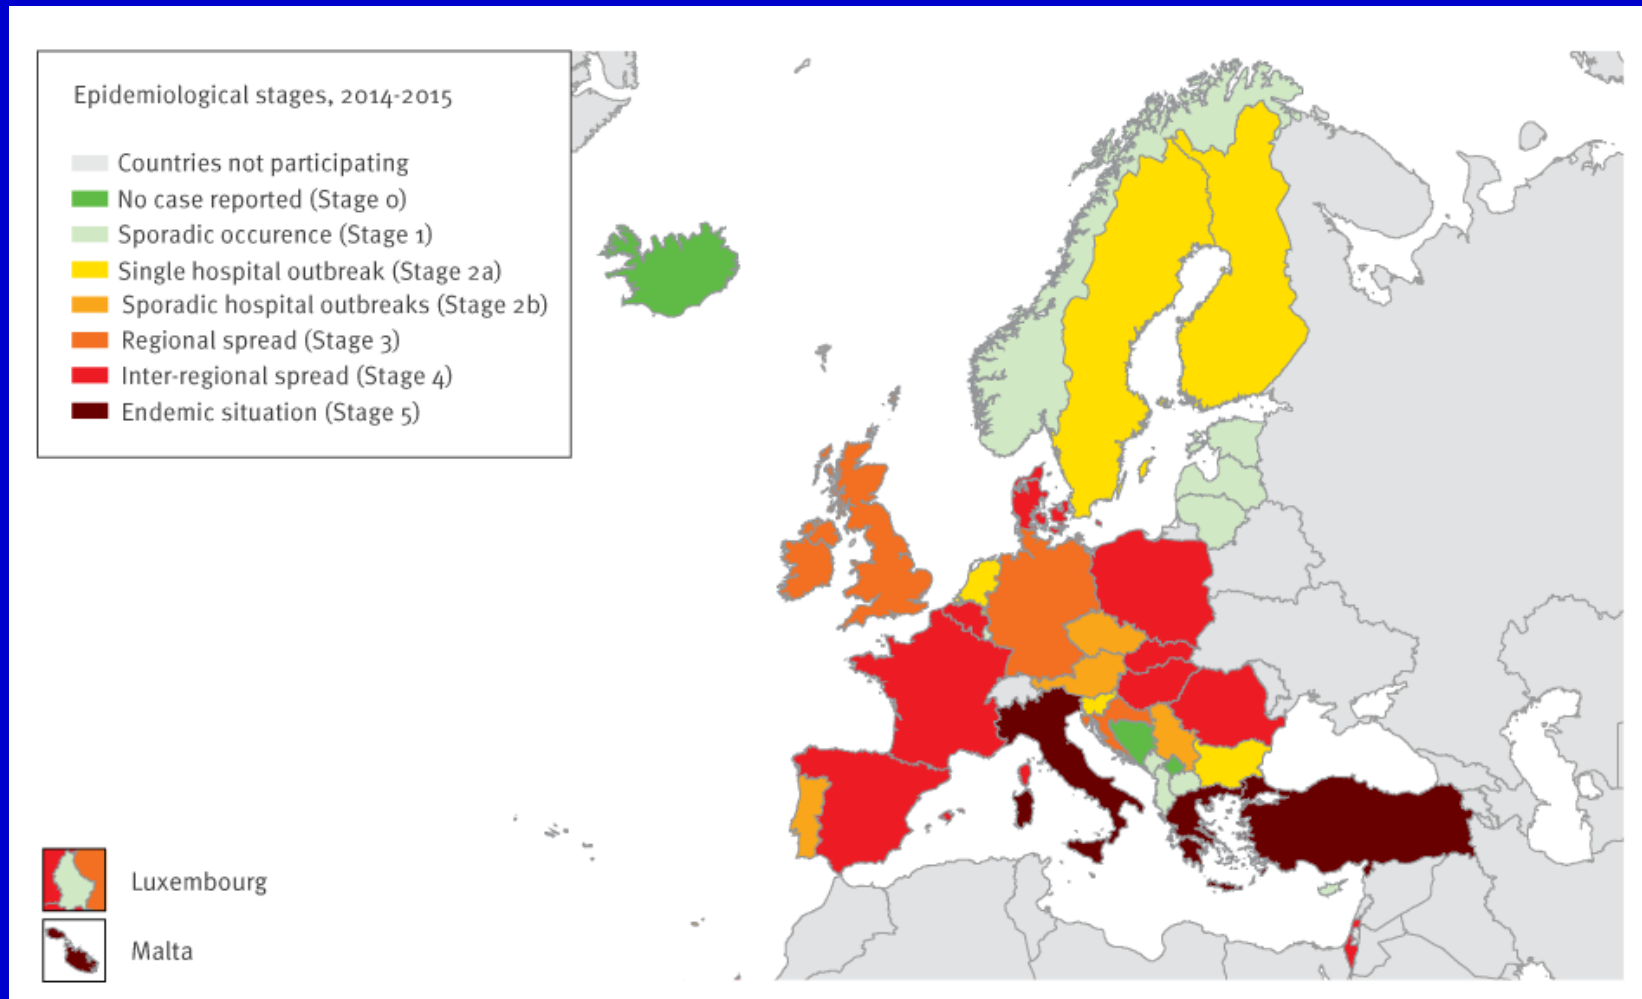 Epidemiological stages, 2014-2015
Countries not participating
No case reported (Stage 0)
Sporadic occurence (Stage 1)
Single hospital outbreak (Stage 2a)
Sporadic hospital outbreaks (Stage 2b)
Regional spread (Stage 3)
Inter-regional spread (Stage 4)
Endemic situation (Stage 5)
Luxembourg
Malta